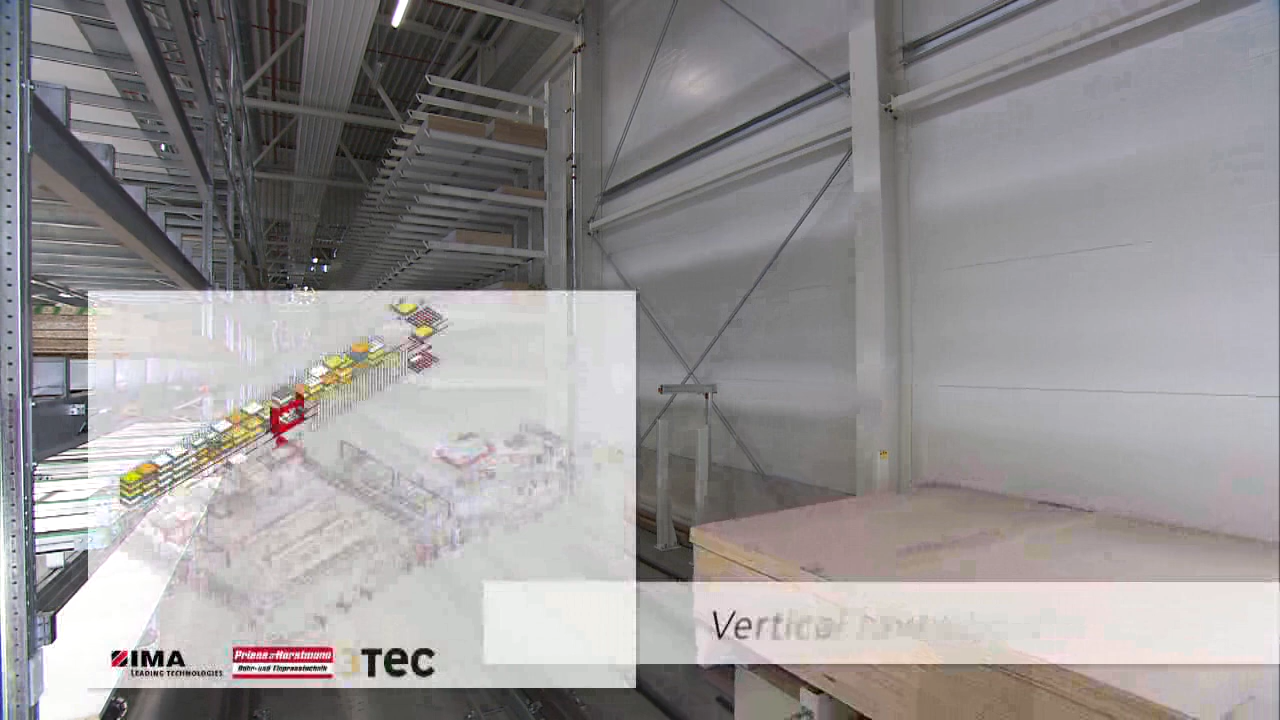 Vertical
IMA
LEADING TECHNOLOGIES
Priess+Horstmann
Bohr- und Einpresstechnik
3TEC